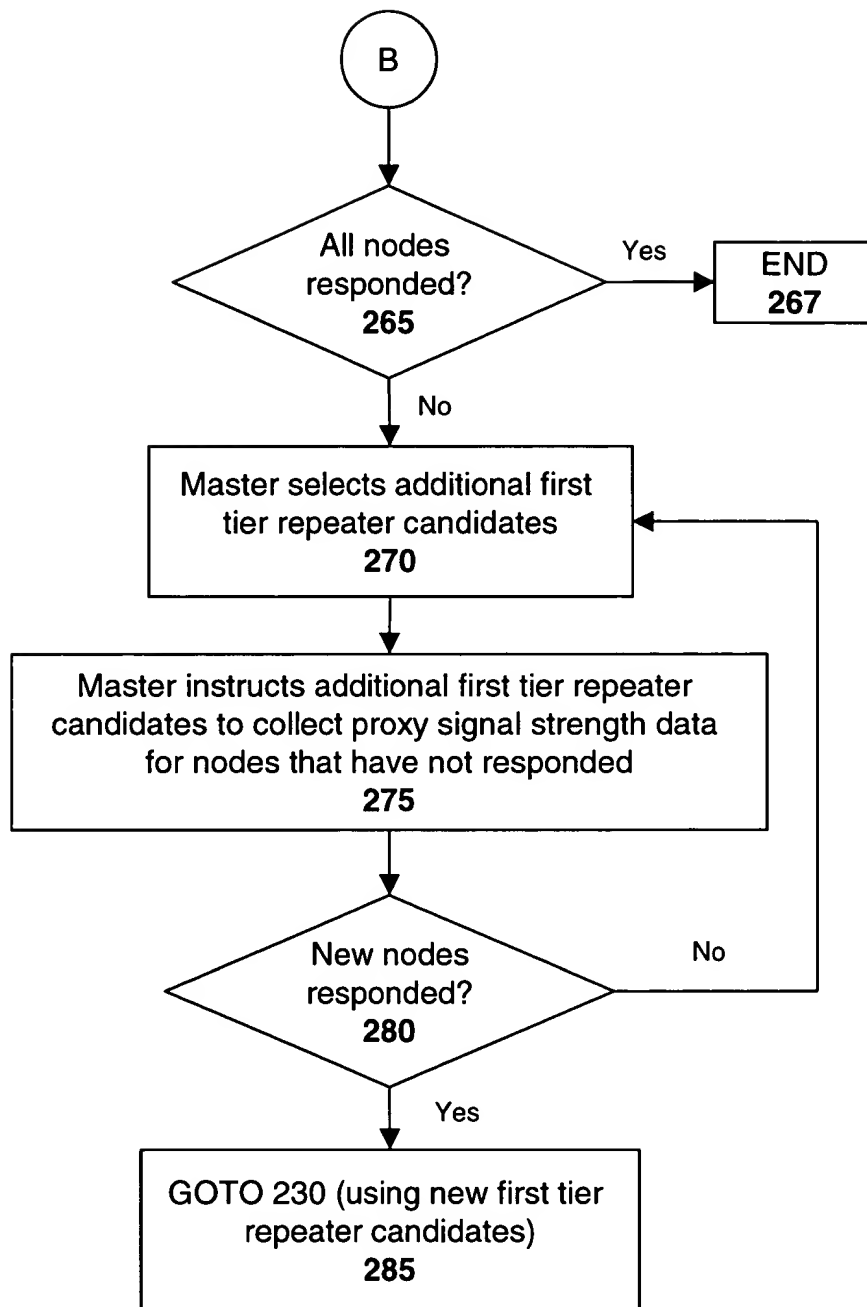 B
All nodes
responded?
265
Yes
END
267
No
Master selects additional first
tier repeater candidates
270
Master instructs additional first tier repeater
candidates to collect proxy signal strength data
for nodes that have not responded
275
New nodes
responded?
280
No
Yes
GOTO 230 (using new first tier
repeater candidates)
285